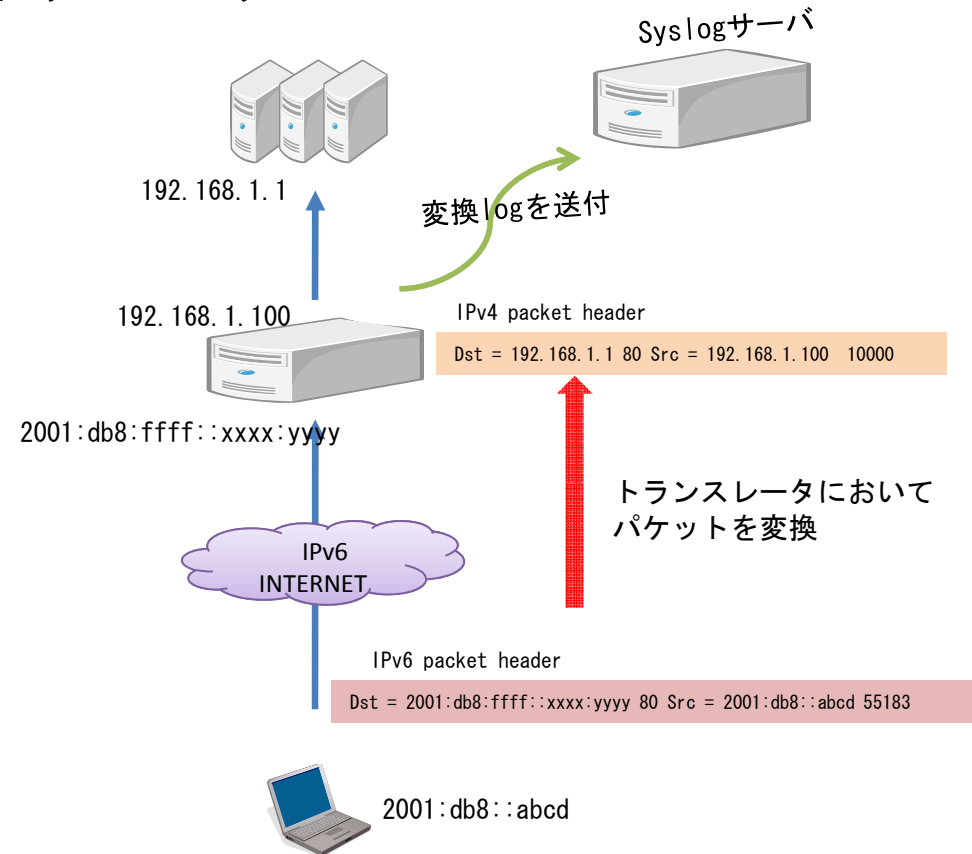 Syslogサーバ
192.168.1.1
変換logを送付
192.168.1.100
IPv4 packet header
Dst = 192.168.1.1 80 Src = 192.168.1.100 10000
2001:db8:ffff::xxxx:yyyy
トランスレータにおいて
パケットを変換
IPv6
INTERNET
IPv6 packet header
Dst = 2001:db8:ffff::xxxx:yyyy 80 Src = 2001:db8::abcd 55183
2001:db8::abcd